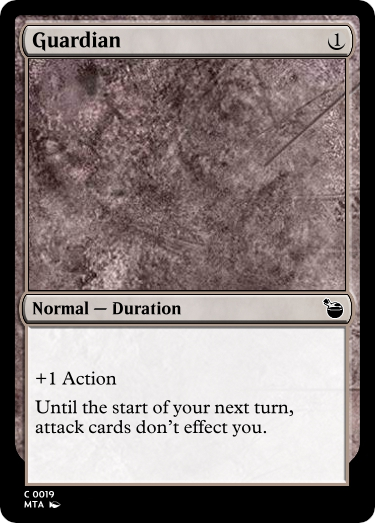 Guardian 1
Normal — Duration
+1 Action
Until the start of your next turn,
attack cards don't effect you.
C 0019
MTA